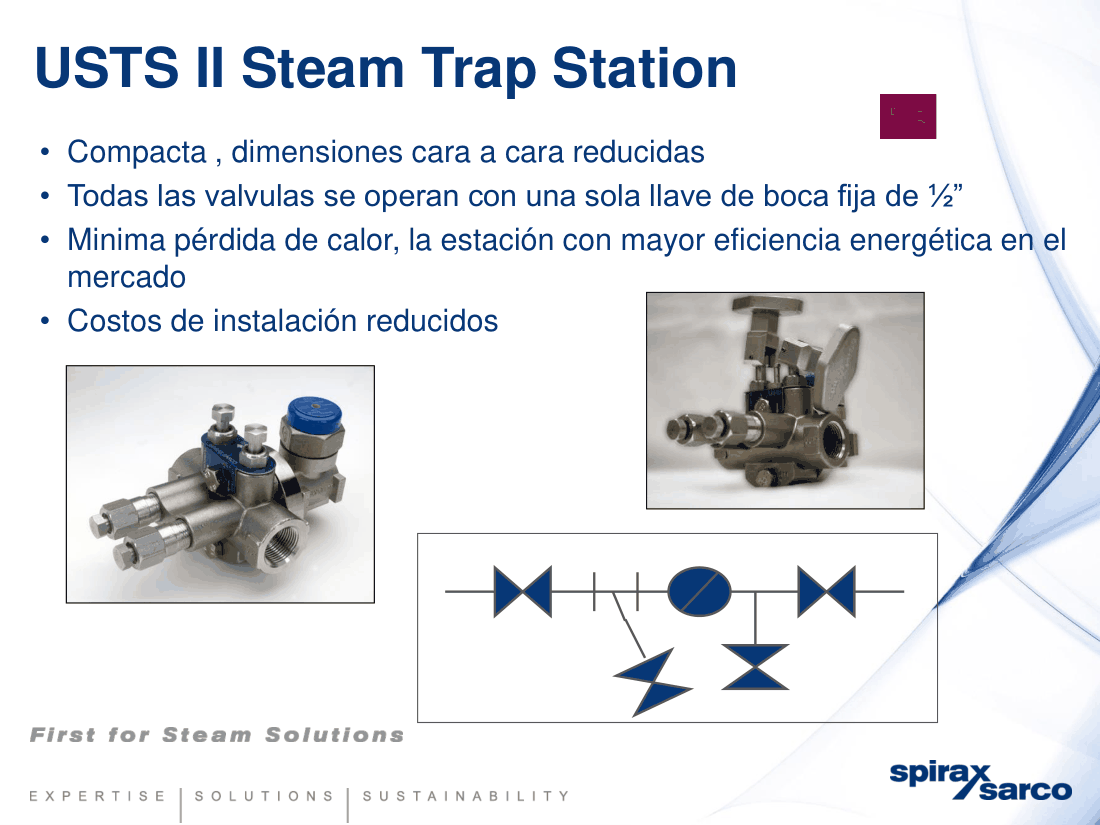 USTS II Steam Trap Station
• Compacta , dimensiones cara a cara reducidas
• Todas las valvulas se operan con una sola llave de boca fija de ½”
• Minima pérdida de calor, la estación con mayor eficiencia energética en el
mercado
• Costos de instalación reducidos
First for Steam Solutions
EXPERTISE | SOLUTIONS | SUSTAINABILITY
spirax
sarco